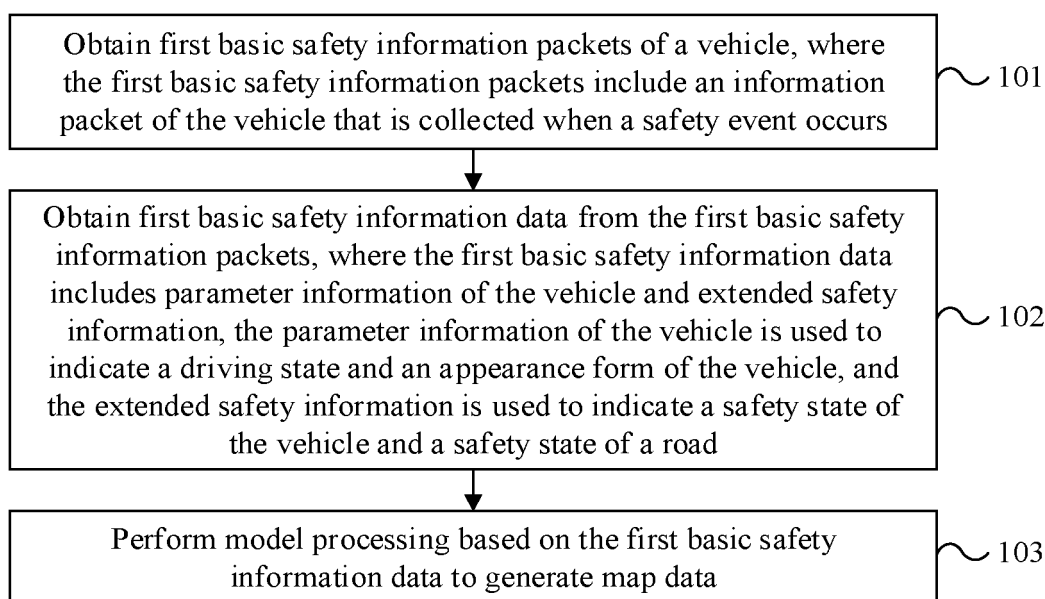 Obtain first basic safety information packets of a vehicle, where
the first basic safety information packets include an information
packet of the vehicle that is collected when a safety event occurs
101
Obtain first basic safety information data from the first basic safety
information packets, where the first basic safety information data
includes parameter information of the vehicle and extended safety
information, the parameter information of the vehicle is used to
indicate a driving state and an appearance form of the vehicle, and
the extended safety information is used to indicate a safety state of
the vehicle and a safety state of a road
102
Perform model processing based on the first basic safety
information data to generate map data
103